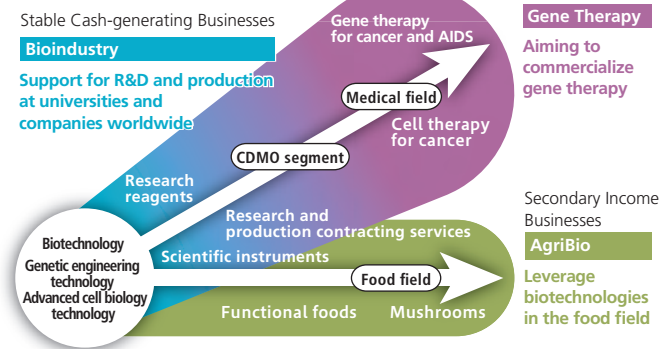 Stable Cash-generating Businesses
Bioindustry
Support for R&D and production
at universities and
companies worldwide
Gene therapy
for cancer and AIDS
Gene Therapy
Aiming to
commercialize
gene therapy
Medical field
Cell therapy
for cancer
CDMO segment
Research
reagents
Research and
production contracting services
Scientific instruments
Biotechnology
Genetic engineering
technology
Advanced cell biology
technology
Food field
Functional foods
Mushrooms
Secondary Income
Businesses
AgriBio
Leverage
biotechnologies
in the food field